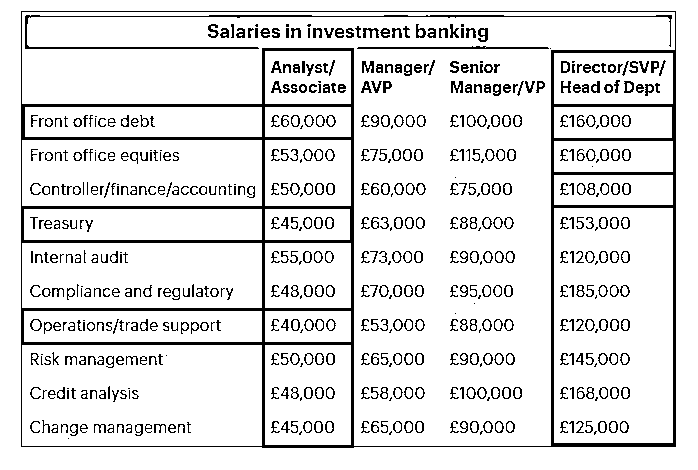 Salaries in investment banking
Analyst/ Manager/ Senior Director/SVP/
Associate AVP Manager/VP Head of Dept
Front office debt £60,000 £90,000 £100,000 £160,000
Front office equities £53,000 £75,000 £115,000 £160,000
Controller/finance/accounting £50,000 £60,000 £75,000 £108,000
Treasury £45,000 £63,000 £88,000 £153,000
Internal audit £55,000 £73,000 £90,000 £120,000
Compliance and regulatory £48,000 £70,000 £95,000 £185,000
Operations/trade support £40,000 £53,000 £88,000 £120,000
Risk management £50,000 £65,000 £90,000 £145,000
Credit analysis £48,000 £58,000 £100,000 £168,000
Change management £45,000 £65,000 £90,000 £125,000